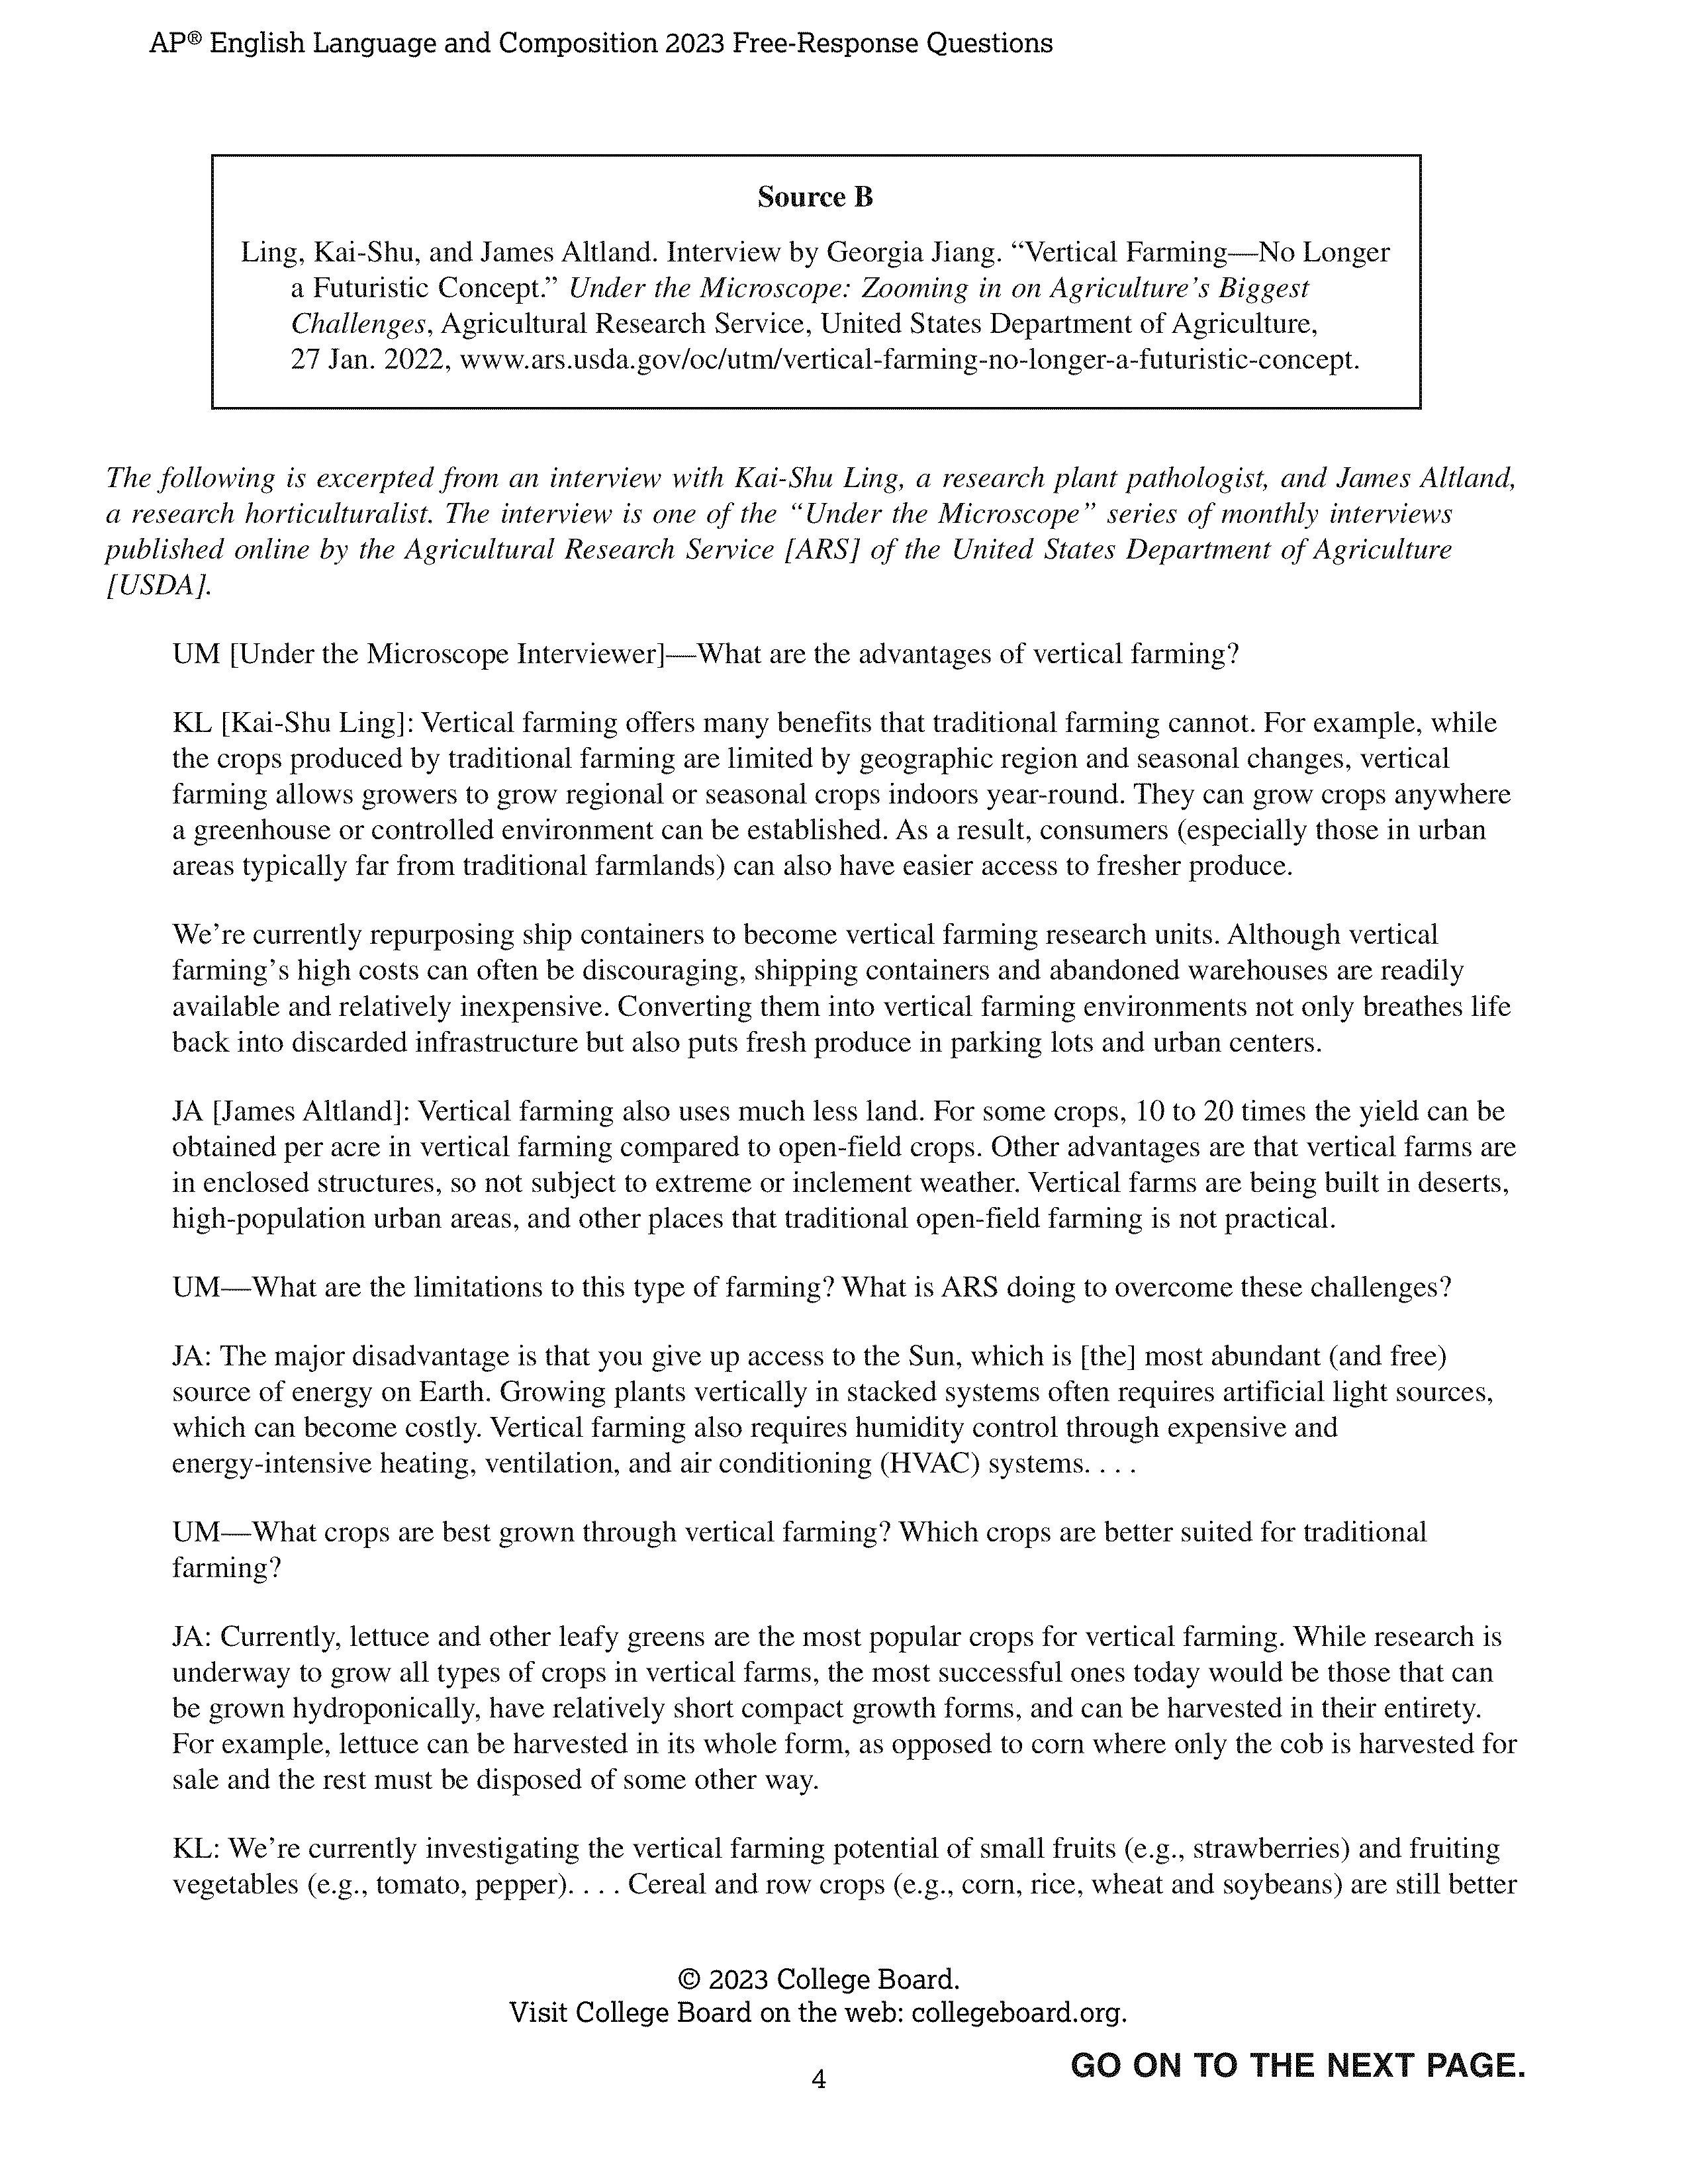 AP® English Language and Composition 2023 Free-Response Questions
Source B
Ling, Kai-Shu, and James Altland. Interview by Georgia Jiang. “Vertical Farming—No Longer
a Futuristic Concept.” Under the Microscope: Zooming in on Agriculture’s Biggest
Challenges, Agricultural Research Service, United States Department of Agriculture,
27 Jan. 2022, www.ars.usda.gov/oc/utm/vertical-farming-no-longer-a-futuristic-concept.
The following is excerpted from an interview with Kai-Shu Ling, a research plant pathologist, and James Altland,
a research horticulturalist. The interview is one of the “Under the Microscope” series of monthly interviews
published online by the Agricultural Research Service [ARS] of the United States Department of Agriculture
[USDA].
UM [Under the Microscope Interviewer]—What are the advantages of vertical farming?
KL [Kai-Shu Ling]: Vertical farming offers many benefits that traditional farming cannot. For example, while
the crops produced by traditional farming are limited by geographic region and seasonal changes, vertical
farming allows growers to grow regional or seasonal crops indoors year-round. They can grow crops anywhere
a greenhouse or controlled environment can be established. As a result, consumers (especially those in urban
areas typically far from traditional farmlands) can also have easier access to fresher produce.
We’re currently repurposing ship containers to become vertical farming research units. Although vertical
farming’s high costs can often be discouraging, shipping containers and abandoned warehouses are readily
available and relatively inexpensive. Converting them into vertical farming environments not only breathes life
back into discarded infrastructure but also puts fresh produce in parking lots and urban centers.
JA [James Altland]: Vertical farming also uses much less land. For some crops, 10 to 20 times the yield can be
obtained per acre in vertical farming compared to open-field crops. Other advantages are that vertical farms are
in enclosed structures, so not subject to extreme or inclement weather. Vertical farms are being built in deserts,
high-population urban areas, and other places that traditional open-field farming is not practical.
UM—What are the limitations to this type of farming? What is ARS doing to overcome these challenges?
JA: The major disadvantage is that you give up access to the Sun, which is [the] most abundant (and free)
source of energy on Earth. Growing plants vertically in stacked systems often requires artificial light sources,
which can become costly. Vertical farming also requires humidity control through expensive and
energy-intensive heating, ventilation, and air conditioning (HVAC) systems. . . .
UM—What crops are best grown through vertical farming? Which crops are better suited for traditional
farming?
JA: Currently, lettuce and other leafy greens are the most popular crops for vertical farming. While research is
underway to grow all types of crops in vertical farms, the most successful ones today would be those that can
be grown hydroponically, have relatively short compact growth forms, and can be harvested in their entirety.
For example, lettuce can be harvested in its whole form, as opposed to corn where only the cob is harvested for
sale and the rest must be disposed of some other way.
KL: We’re currently investigating the vertical farming potential of small fruits (e.g., strawberries) and fruiting
vegetables (e.g., tomato, pepper). . . . Cereal and row crops (e.g., corn, rice, wheat and soybeans) are still better
© 2023 College Board.
Visit College Board on the web: collegeboard.org.
GO ON TO THE NEXT PAGE.
4